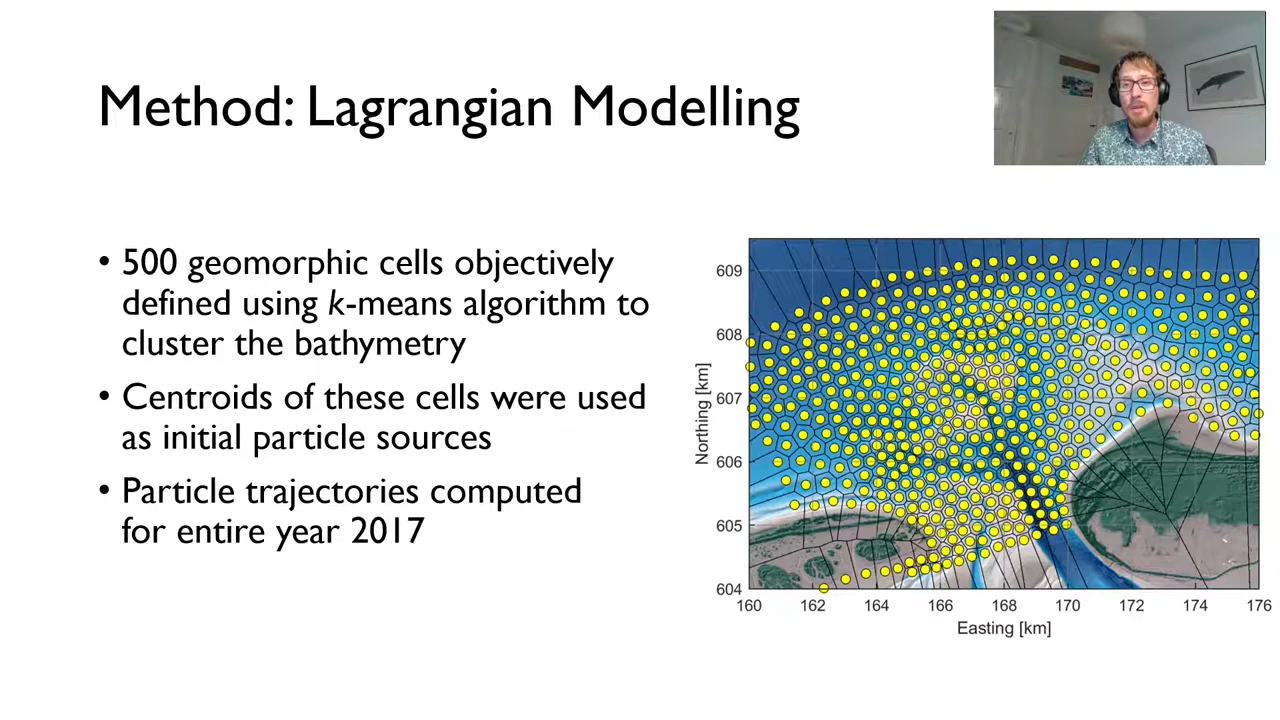 Method: Lagrangian Modelling
• 500 geomorphic cells objectively
defined using k-means algorithm to
cluster the bathymetry
• Centroids of these cells were used
as initial particle sources
• Particle trajectories computed
for entire year 2017
609
608
607
606
605
604
Northing [km]
160 162 164 166 168 170 172 174 176
Easting [km]